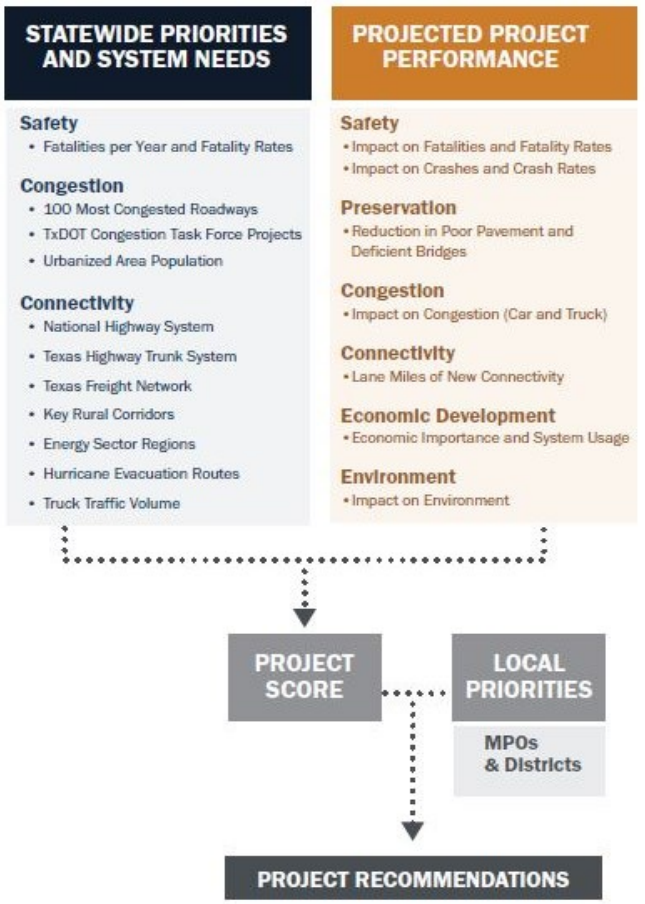 STATEWIDE PRIORITIES
AND SYSTEM NEEDS
Safety
• Fatalities per Year and Fatality Rates
Congestion
• 100 Most Congested Roadways
• TxDOT Congestion Task Force Projects
• Urbanized Area Population
Connectivity
• National Highway System
• Texas Highway Trunk System
• Texas Freight Network
• Key Rural Corridors
• Energy Sector Regions
• Hurricane Evacuation Routes
• Truck Traffic Volume
PROJECTED PROJECT
PERFORMANCE
Safety
• Impact on Fatalities and Fatality Rates
• Impact on Crashes and Crash Rates
Preservation
• Reduction in Poor Pavement and
Deficient Bridges
Congestion
• Impact on Congestion (Car and Truck)
Connectivity
• Lane Miles of New Connectivity
Economic Development
• Economic Importance and System Usage
Environment
• Impact on Environment
PROJECT
SCORE
LOCAL
PRIORITIES
MPOs
& Districts
PROJECT RECOMMENDATIONS